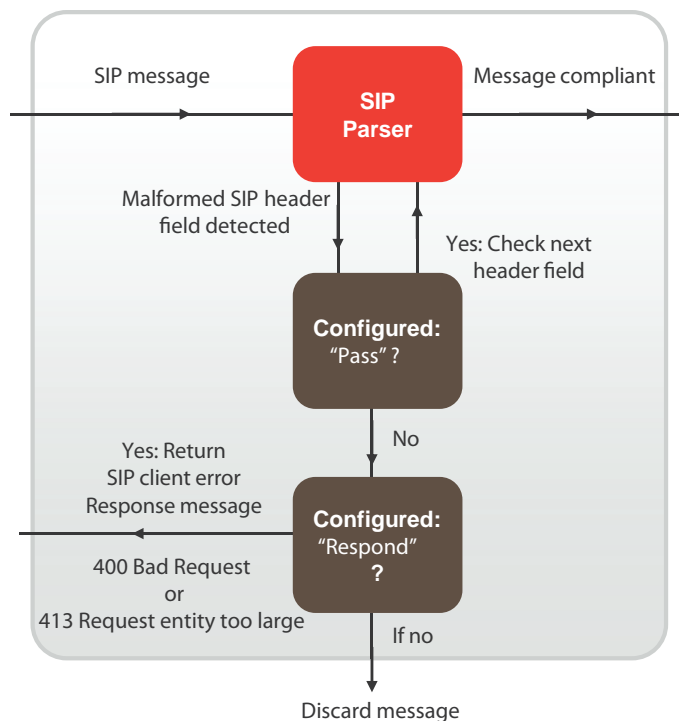 SIP message
SIP
Parser
Message compliant
Malformed SIP header
field detected
Yes: Check next
header field
Configured:
“Pass” ?
No
Yes: Return
SIP client error
Response message
Configured:
“Respond”
?
400 Bad Request
or
413 Request entity too large
If no
Discard message